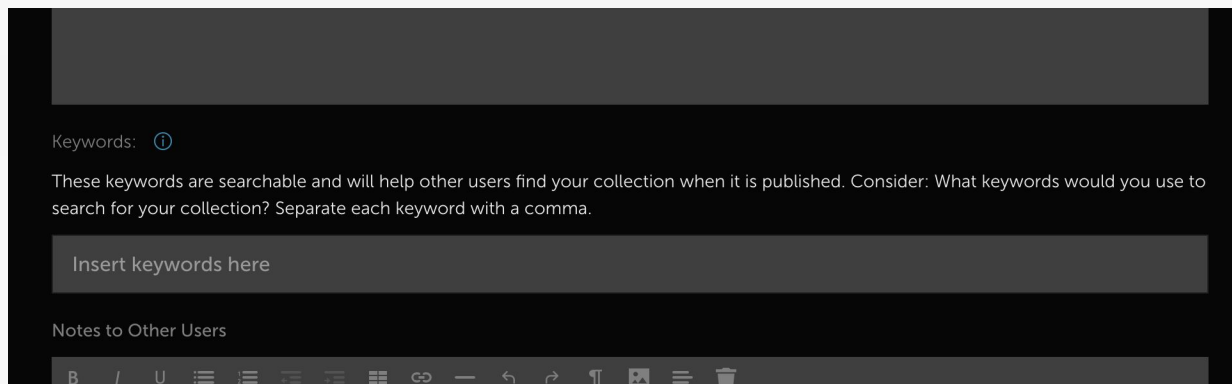 Keywords:
These keywords are searchable and will help other users find your collection when it is published. Consider: What keywords would you use to
search for your collection? Separate each keyword with a comma.
Insert keywords here
Notes to Other Users
B I U